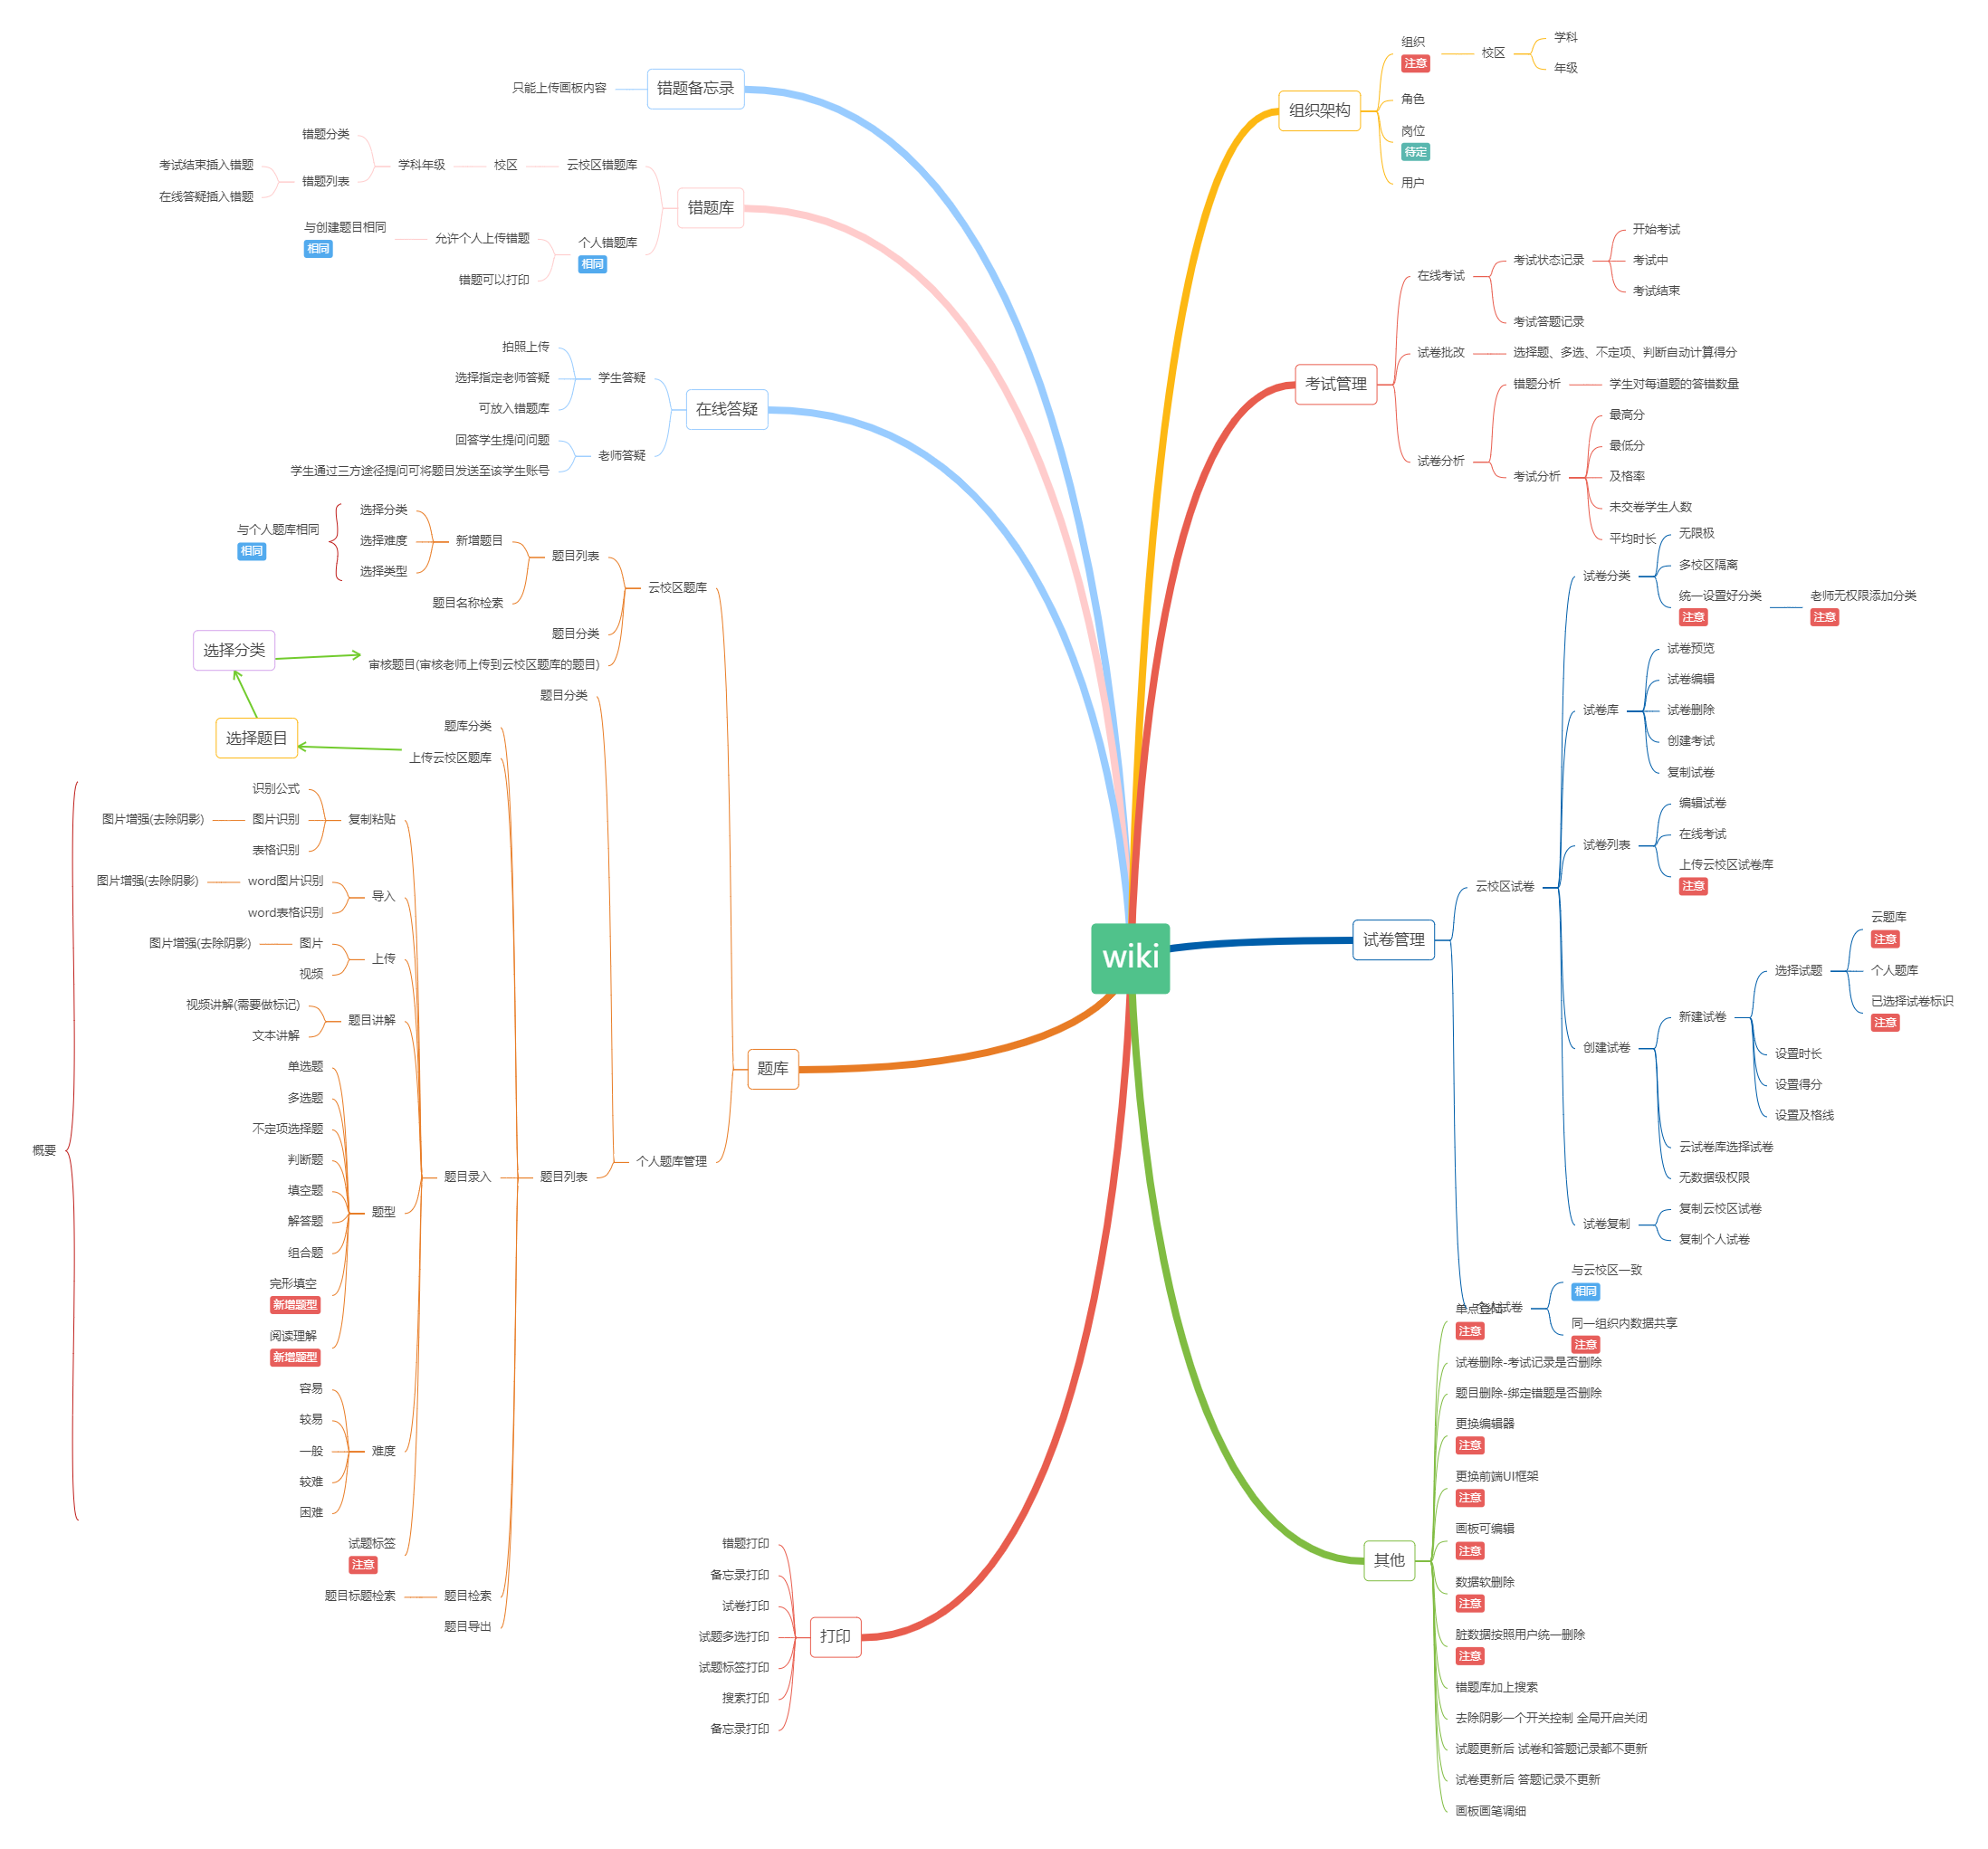 wiki
组织架构
组织
注意
校区
学科
年级
角色
岗位
待定
用户
考试管理
在线考试
考试状态记录
开始考试
考试中
考试结束
考试答题记录
试卷批改
选择题、多选、不定项、判断自动计算得分
试卷分析
错题分析
学生对每道题的答错数量
考试分析
最高分
最低分
及格率
未交卷学生人数
平均时长
试卷管理
云校区试卷
试卷分类
无限极
多校区隔离
统一设置好分类
注意
老师无权限添加分类
注意
试卷库
试卷预览
试卷编辑
试卷删除
创建考试
复制试卷
试卷列表
编辑试卷
在线考试
上传云校区试卷库
注意
创建试卷
新建试卷
选择试题
云题库
注意
个人题库
已选择试卷标识
注意
设置时长
设置得分
设置及格线
云试卷库选择试卷
无数据级权限
试卷复制
复制云校区试卷
复制个人试卷
个人试卷
与云校区一致
相同
同一组织内数据共享
注意
其他
单点登陆
注意
试卷删除-考试记录是否删除
题目删除-绑定错题是否删除
更换编辑器
注意
更换前端UI框架
注意
画板可编辑
注意
数据软删除
注意
脏数据按照用户统一删除
注意
错题库加上搜索
去除阴影一个开关控制 全局开启关闭
试题更新后 试卷和答题记录都不更新
试卷更新后 答题记录不更新
画板画笔调细
错题备忘录
只能上传画板内容
错题库
云校区错题库
校区
学科年级
错题分类
错题列表
考试结束插入错题
在线答疑插入错题
个人错题库
相同
允许个人上传错题
与创建题目相同
相同
错题可以打印
在线答疑
学生答疑
拍照上传
选择指定老师答疑
可放入错题库
老师答疑
回答学生提问问题
学生通过三方途径提问可将题目发送至该学生账号
题库
云校区题库
题目列表
新增题目
选择分类
选择难度
选择类型
与个人题库相同
相同
题目名称检索
题目分类
审核题目(审核老师上传到云校区题库的题目)
选择分类
选择题目
个人题库管理
题目分类
题目列表
题库分类
上传云校区题库
题目录入
复制粘贴
识别公式
图片识别
图片增强(去除阴影)
表格识别
导入
word图片识别
图片增强(去除阴影)
word表格识别
上传
图片
图片增强(去除阴影)
视频
题目讲解
视频讲解(需要做标记)
文本讲解
题型
单选题
多选题
不定项选择题
判断题
填空题
解答题
组合题
完形填空
新增题型
阅读理解
新增题型
难度
容易
较易
一般
较难
困难
试题标签
注意
概要
题目检索
题目标题检索
题目导出
打印
错题打印
备忘录打印
试卷打印
试题多选打印
试题标签打印
搜索打印
备忘录打印